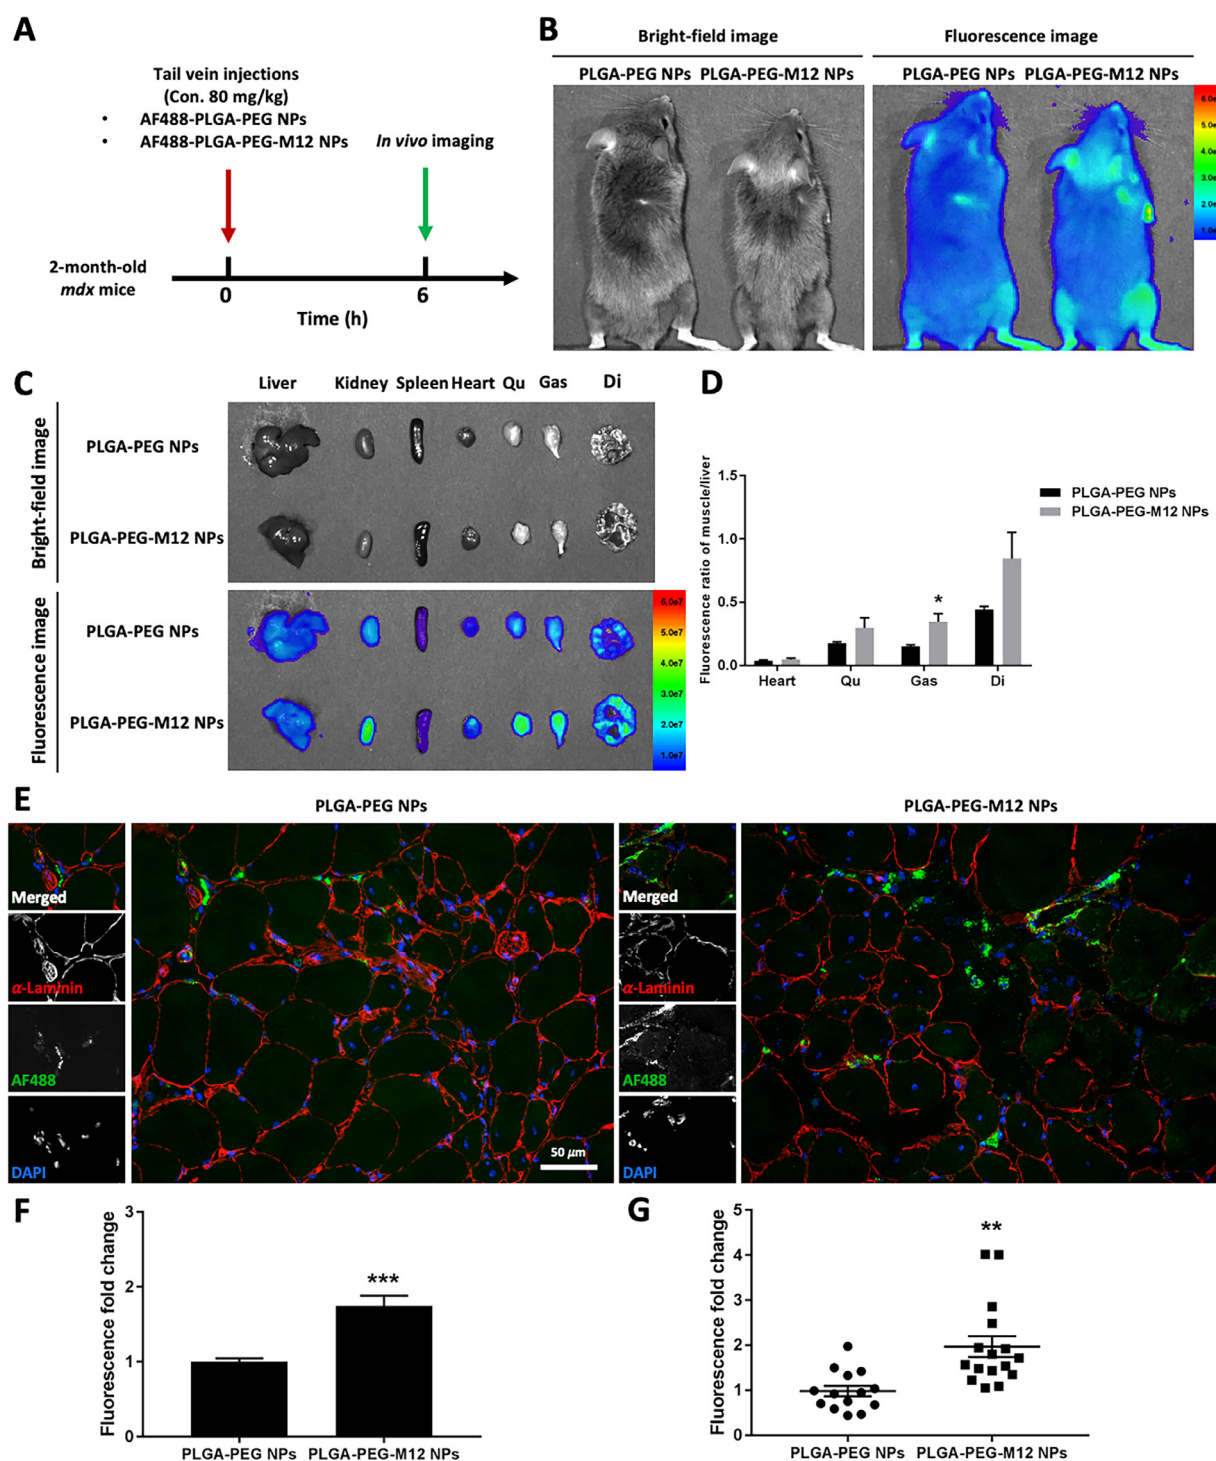 A
Tail vein injections
(Con. 80 mg/kg)
• AF488-PLGA-PEG NPs
• AF488-PLGA-PEG-M12 NPs
In vivo imaging
2-month-old
mdx mice
0
6
Time (h)
B
Bright-field image
Fluorescence image
PLGA-PEG NPs
PLGA-PEG-M12 NPs
PLGA-PEG NPs
PLGA-PEG-M12 NPs
C
Liver
Kidney
Spleen
Heart
Qu
Gas
Di
Bright-field image
PLGA-PEG NPs
PLGA-PEG-M12 NPs
Fluorescence image
PLGA-PEG NPs
PLGA-PEG-M12 NPs
6.0e7
5.0e7
4.0e7
3.0e7
2.0e7
1.0e7
D
Fluorescence ratio of muscle/liver
1.5
1.0
0.5
0.0
PLGA-PEG NPs
PLGA-PEG-M12 NPs
*
Heart
Qu
Gas
Di
E
PLGA-PEG NPs
PLGA-PEG-M12 NPs
Merged
α-Laminin
AF488
DAPI
50 μm
Merged
α-Laminin
AF488
DAPI
F
Fluorescence fold change
3
2
1
0
***
PLGA-PEG NPs
PLGA-PEG-M12 NPs
G
Fluorescence fold change
5
4
3
2
1
0
**
PLGA-PEG NPs
PLGA-PEG-M12 NPs